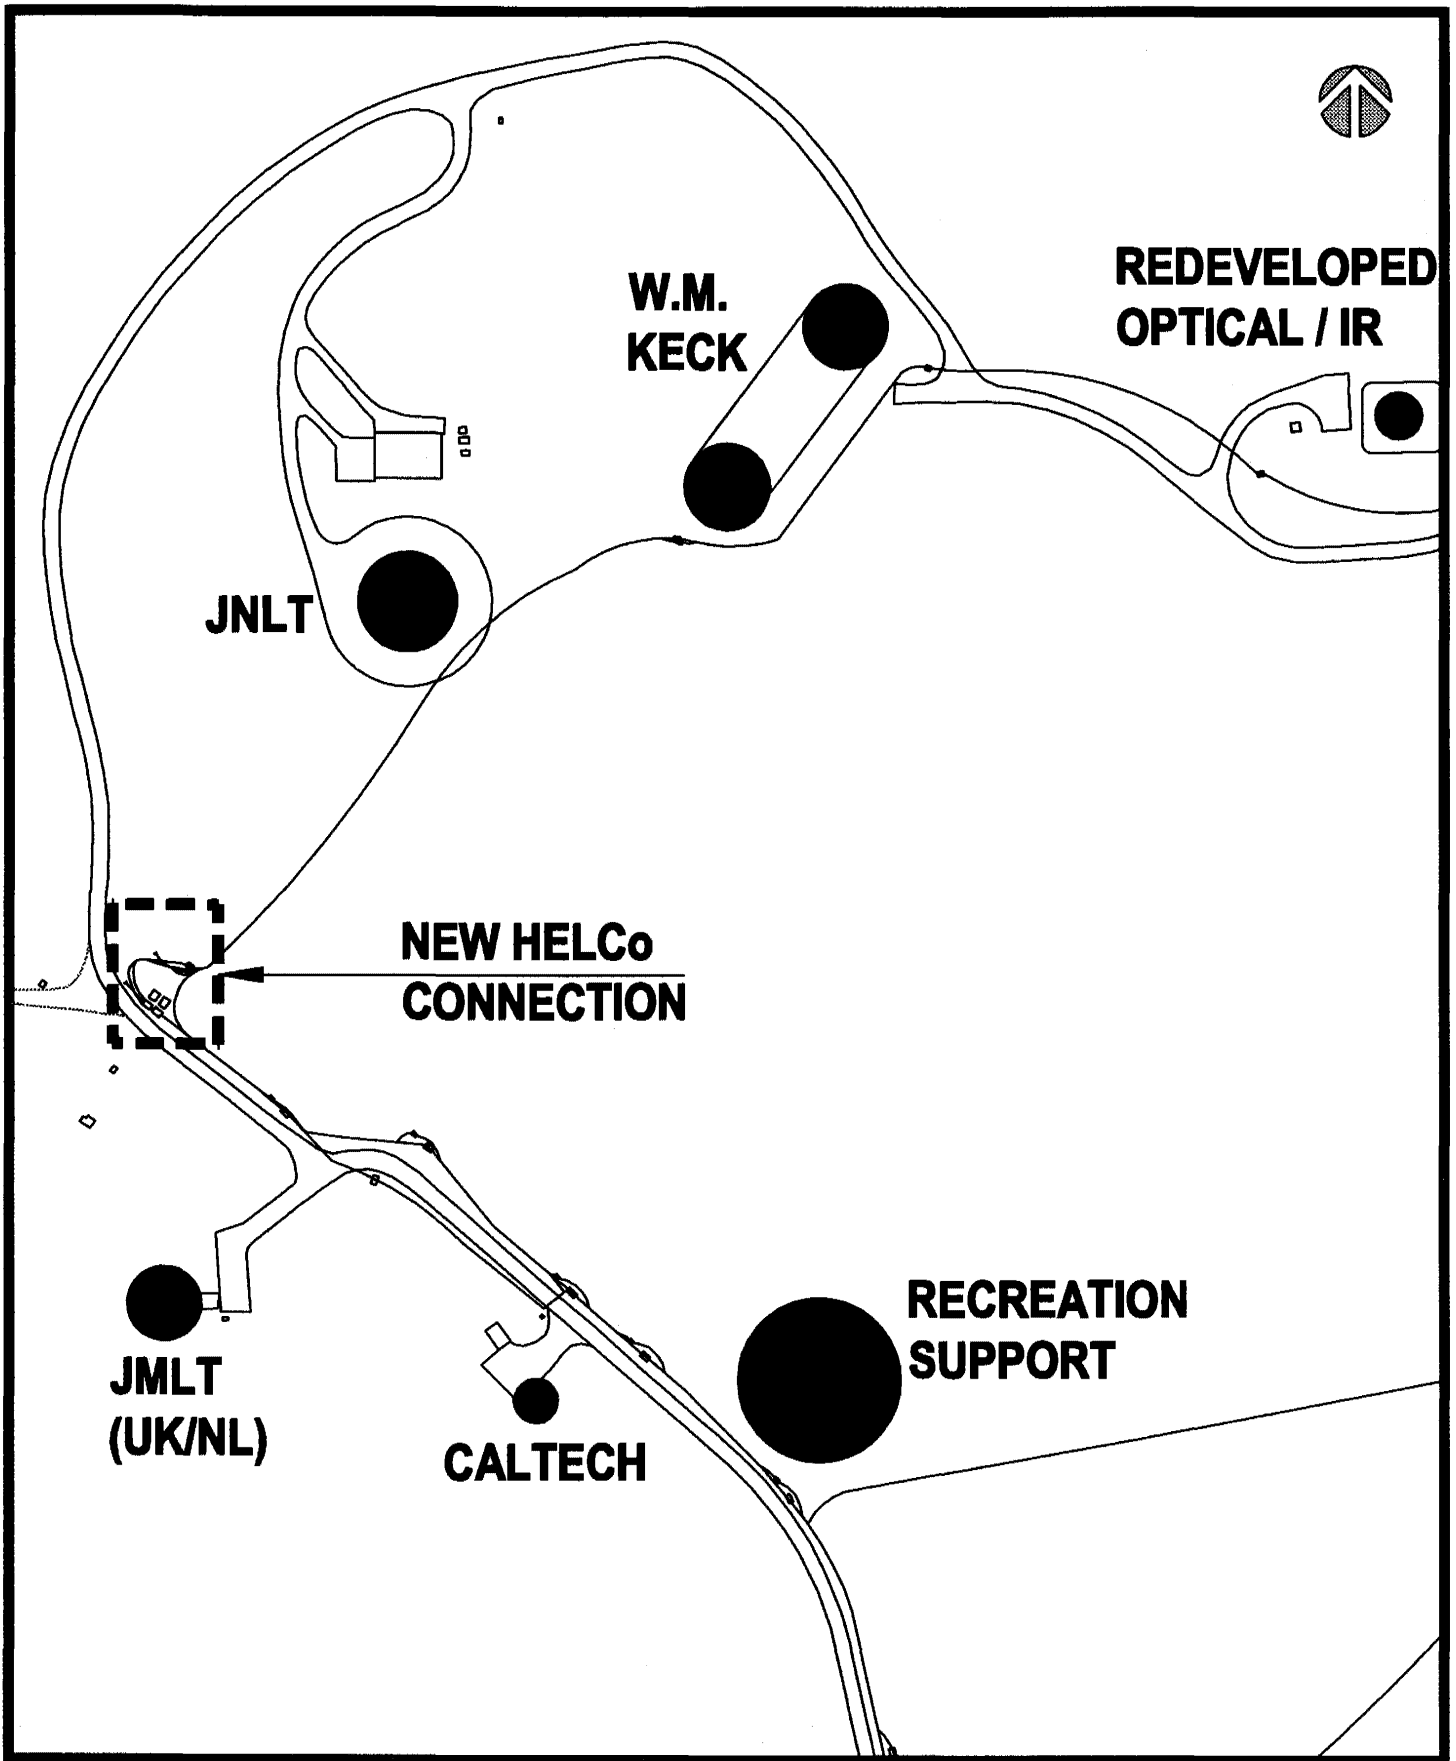 REDEVELOPED
OPTICAL / IR
W.M.
KECK
JNLT
NEW HELCo
CONNECTION
RECREATION
SUPPORT
JMLT
(UK/NL)
CALTECH